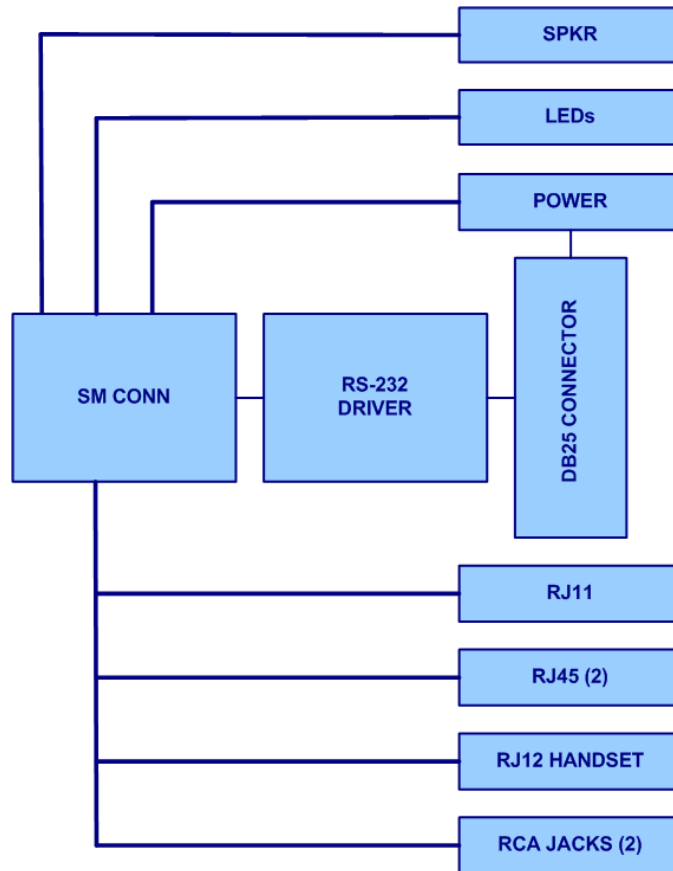 SPKR
LEDs
POWER
SM CONN
RS-232
DRIVER
DB25 CONNECTOR
RJ11
RJ45 (2)
RJ12 HANDSET
RCA JACKS (2)